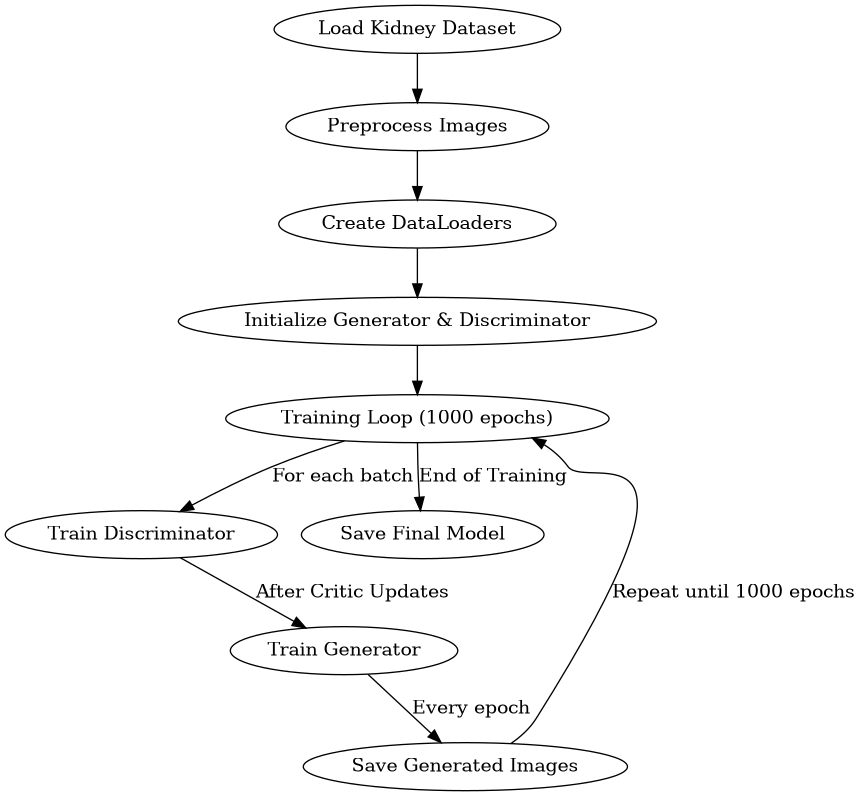 Load Kidney Dataset
Preprocess Images
Create DataLoaders
Initialize Generator & Discriminator
Training Loop (1000 epochs)
For each batch
End of Training
Train Discriminator
Save Final Model
After Critic Updates
Repeat until 1000 epochs
Train Generator
Every epoch
Save Generated Images